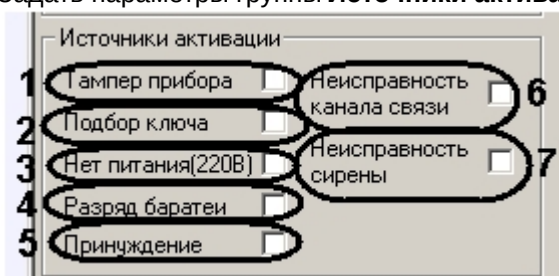 Задать параметры группы Источники актива
Источники активации
1 Тампер прибора
2 Подбор ключа
3 Нет питания(220В)
4 Разряд баратеи
5 Принуждение
Неисправность
канала связи 6
Неисправность
сирены 7